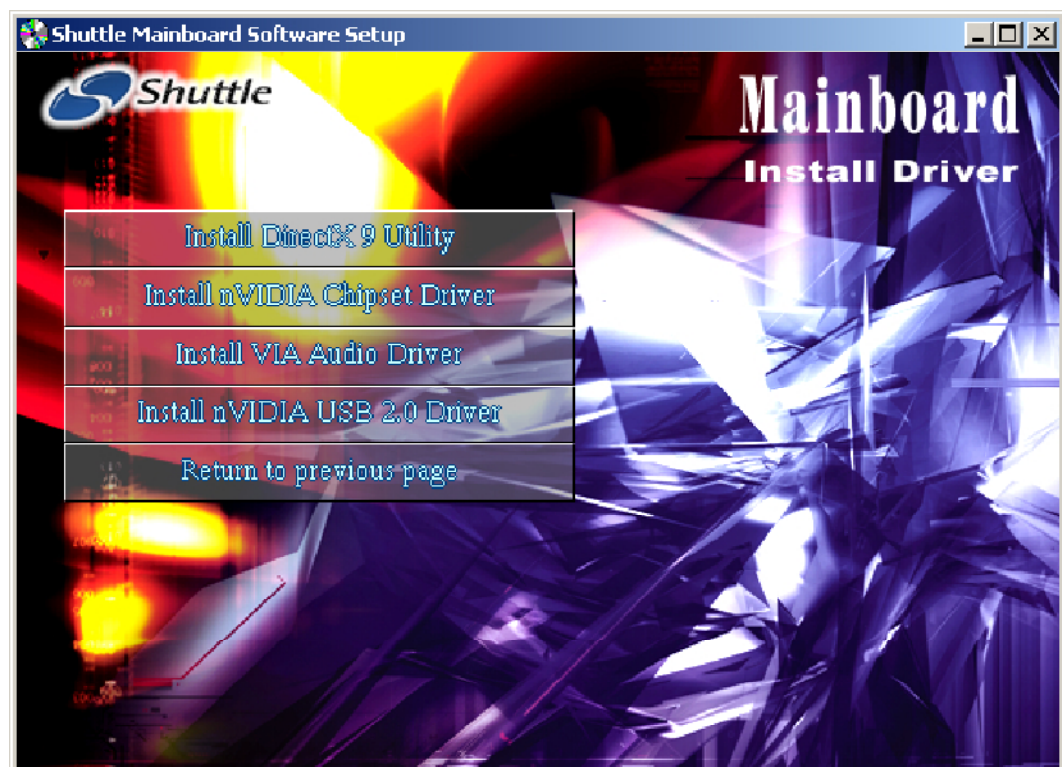 Shuttle Mainboard Software Setup
Shuttle
Mainboard
Install Driver
Install DirectX 9 Utility
Install nVIDIA Chipset Driver
Install VIA Audio Driver
Install nVIDIA USB 2.0 Driver
Return to previous page